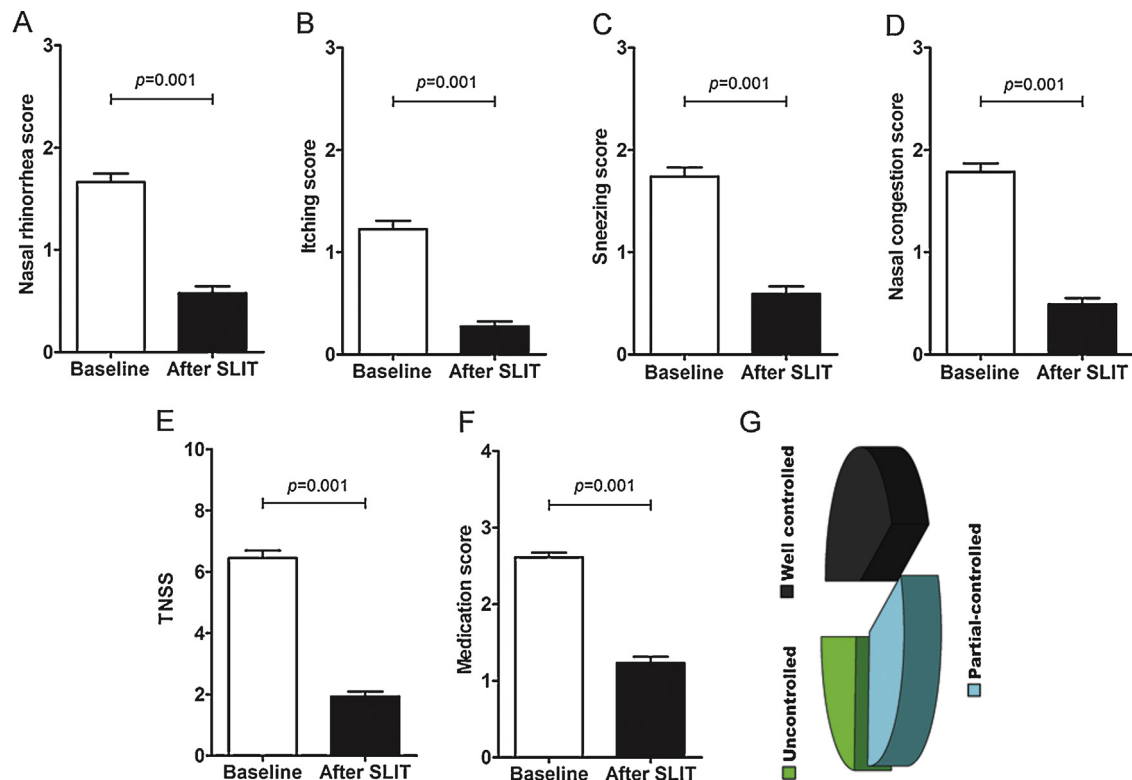 A
Nasal rhinorrhea score
3
2
1
0
p=0.001
Baseline After SLIT
B
Itching score
3
2
1
0
p=0.001
Baseline After SLIT
C
Sneezing score
3
2
1
0
p=0.001
Baseline After SLIT
D
Nasal congestion score
3
2
1
0
p=0.001
Baseline After SLIT
E
TNSS
10
8
6
4
2
0
p=0.001
Baseline After SLIT
F
Medication score
4
3
2
1
0
p=0.001
Baseline After SLIT
G
Well controlled
Uncontrolled
Partial-controlled